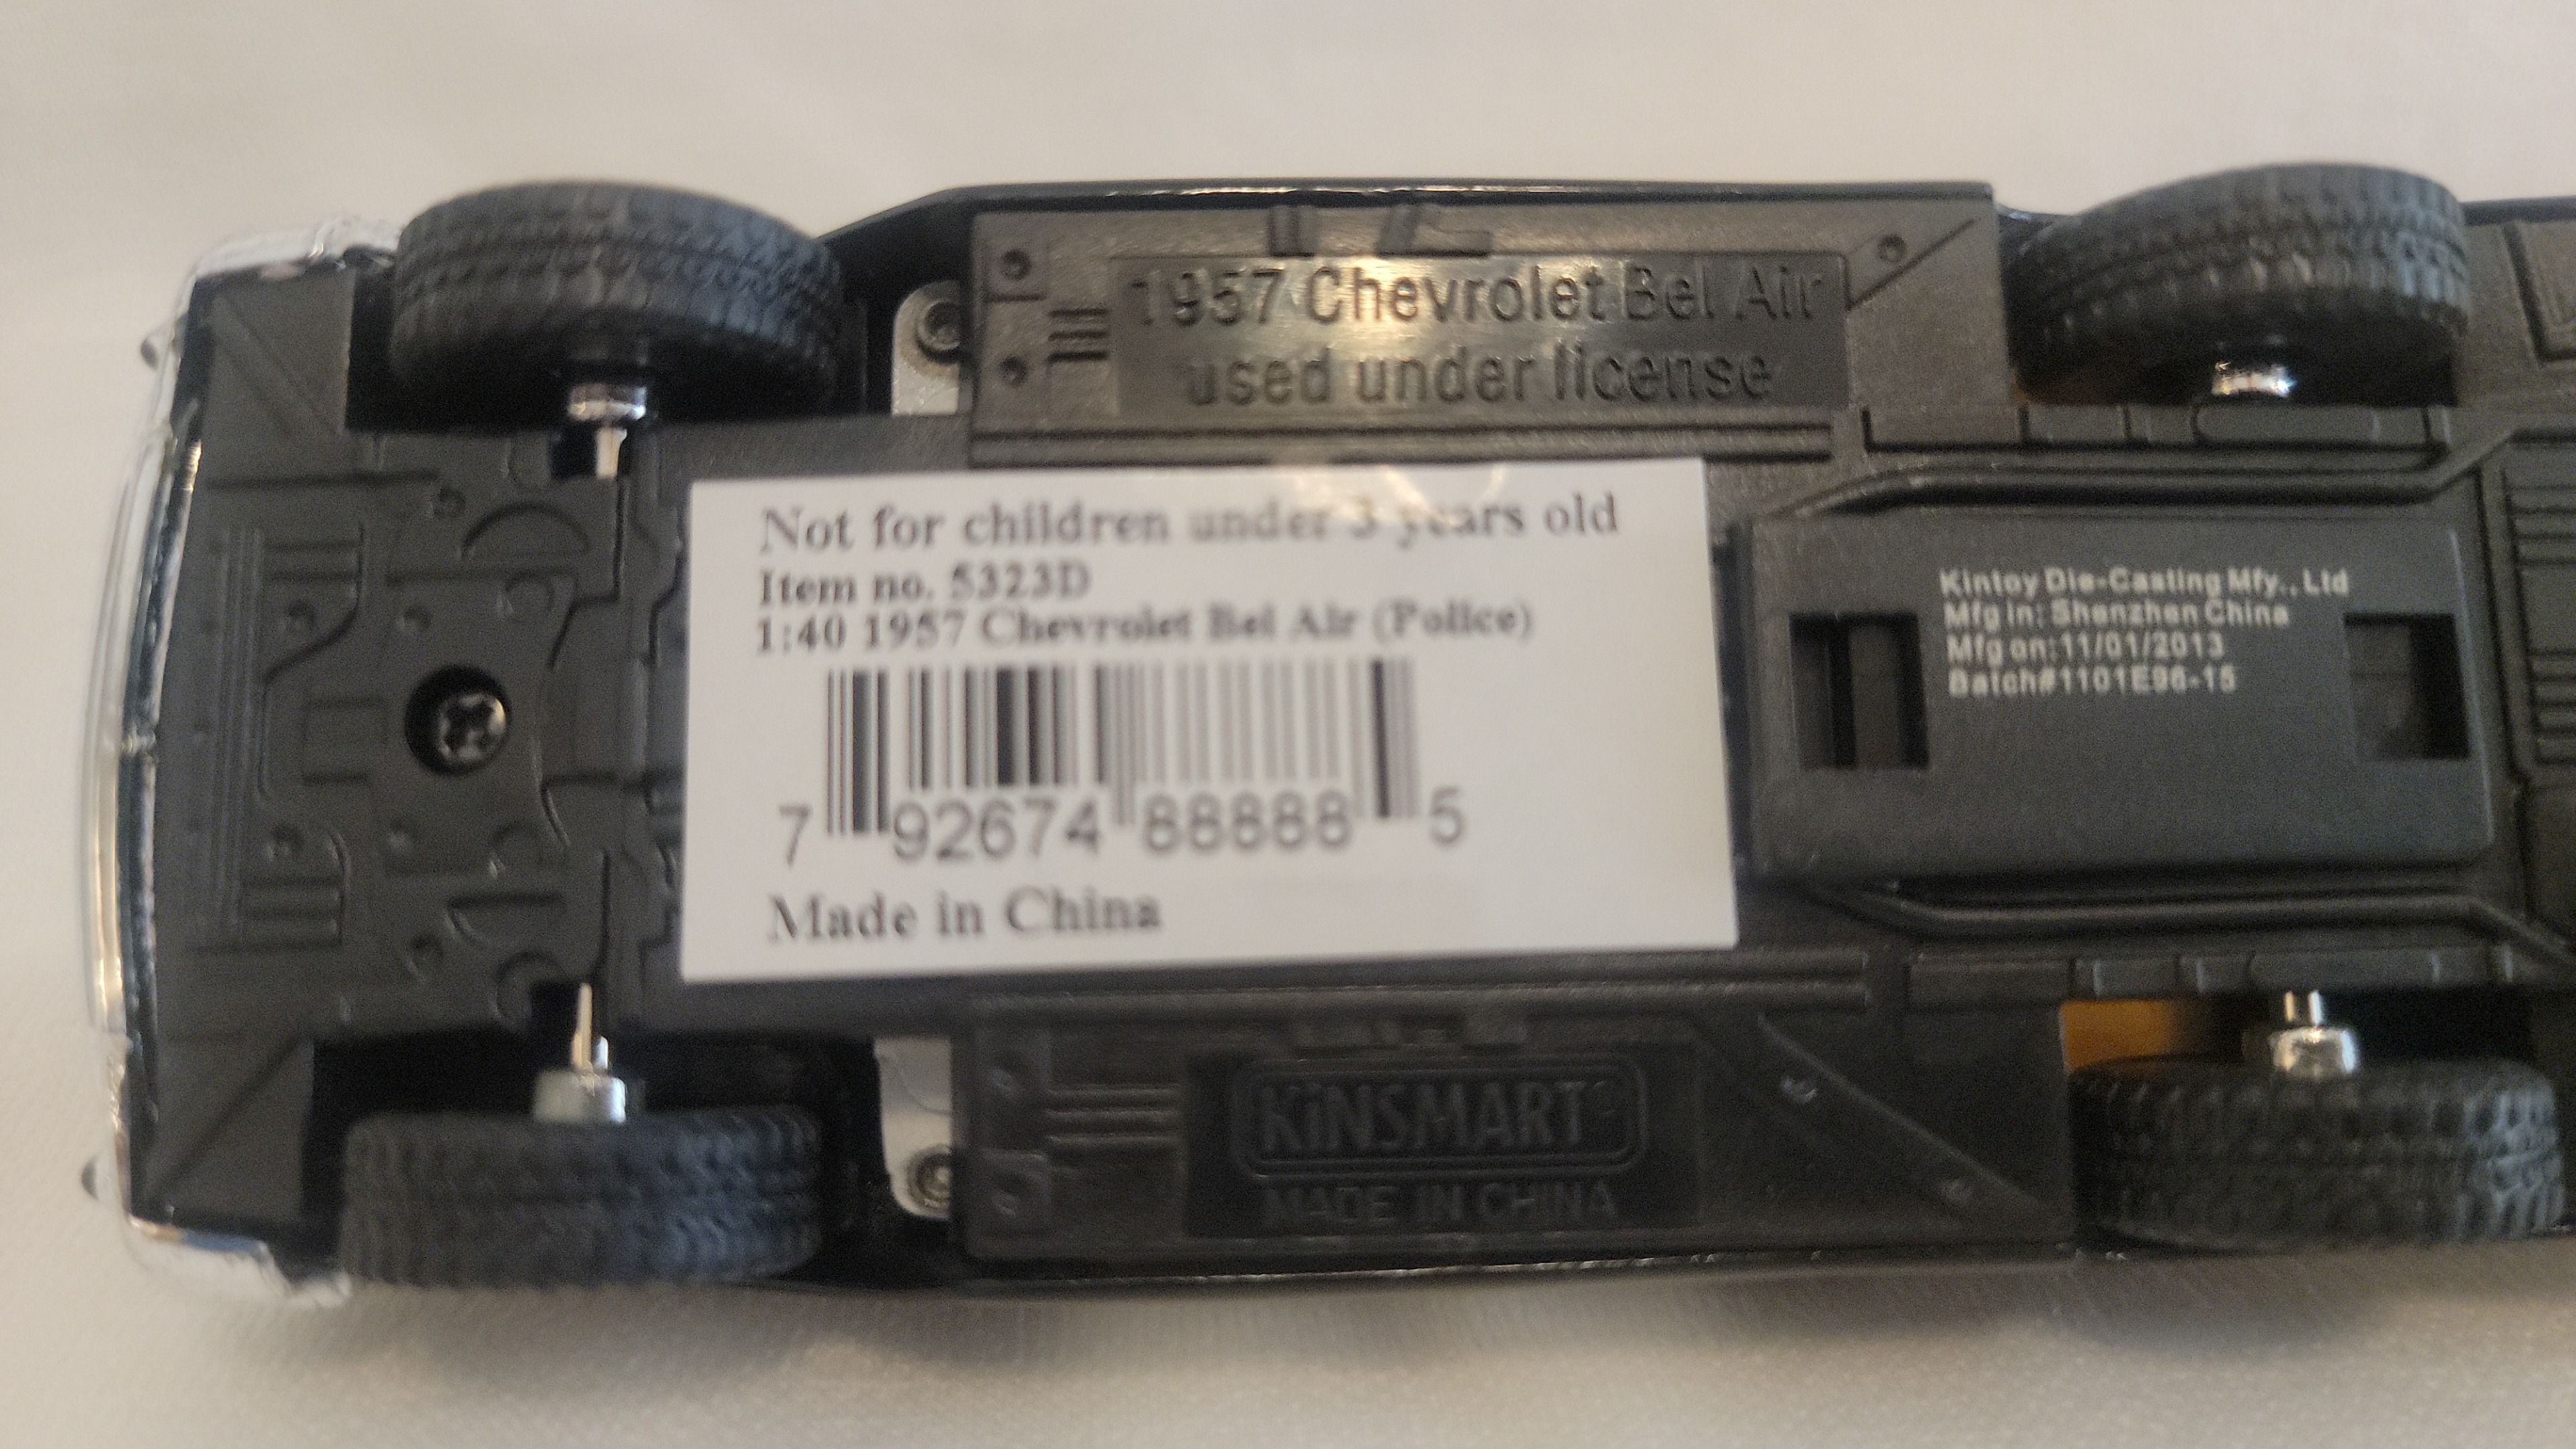 1957 Chevrolet Bel Air
used under license
Not for children under 3 years old
Item no. 5323D
1:40 1957 Chevrolet Bel Air (Police)
7 92674 88888 5
Made in China
Kintoy Die-Casting Mfy., Ltd
Mfg in: Shenzhen China
Mfg on:11/01/2013
Batch#1101E96-15
KiNSMART
MADE IN CHINA